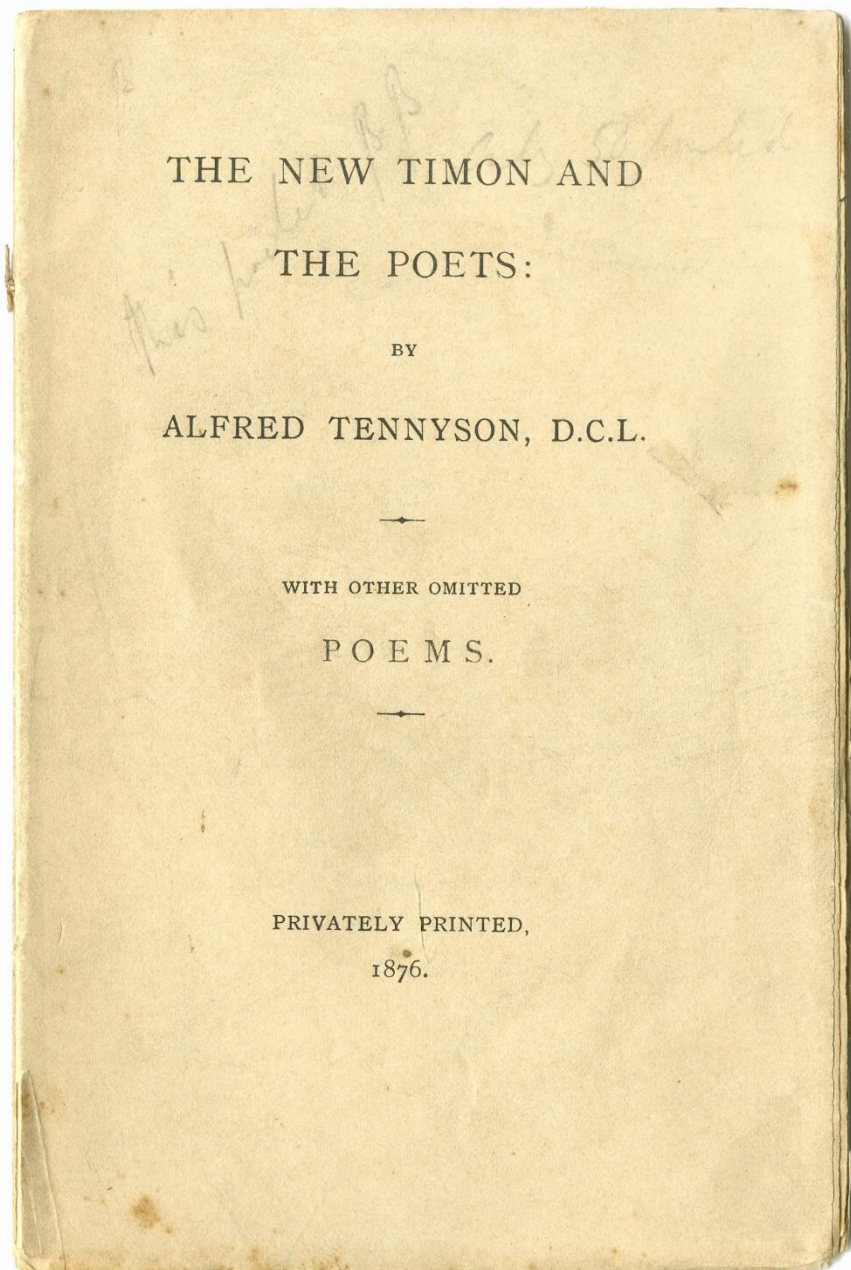 THE NEW TIMON AND
THE POETS:
BY
ALFRED TENNYSON, D.C.L.
WITH OTHER OMITTED
POEMS.
PRIVATELY PRINTED,
1876.